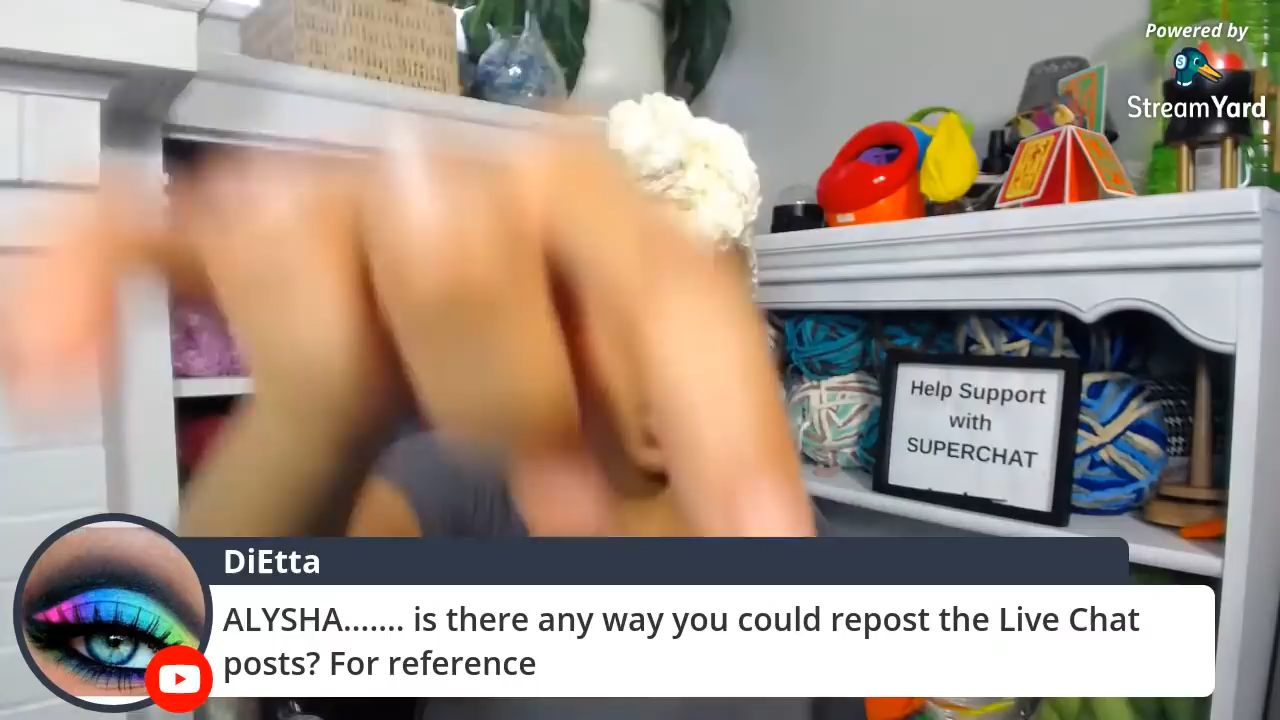 Powered by
StreamYard
Help Support
with
SUPERCHAT
DiEtta
ALYSHA....... is there any way you could repost the Live Chat
posts? For reference